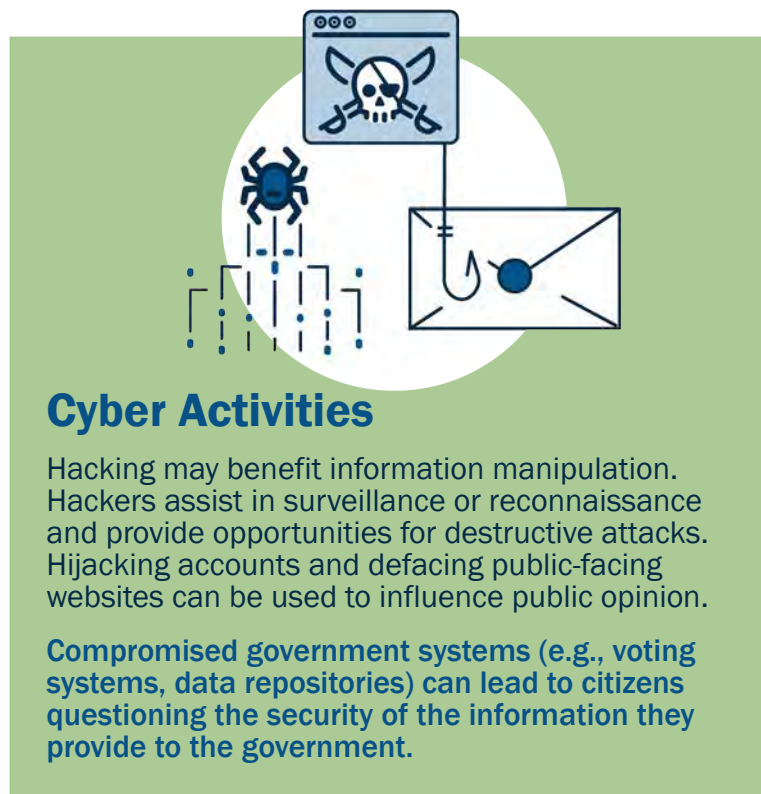 Cyber Activities
Hacking may benefit information manipulation.
Hackers assist in surveillance or reconnaissance
and provide opportunities for destructive attacks.
Hijacking accounts and defacing public-facing
websites can be used to influence public opinion.
Compromised government systems (e.g., voting
systems, data repositories) can lead to citizens
questioning the security of the information they
provide to the government.